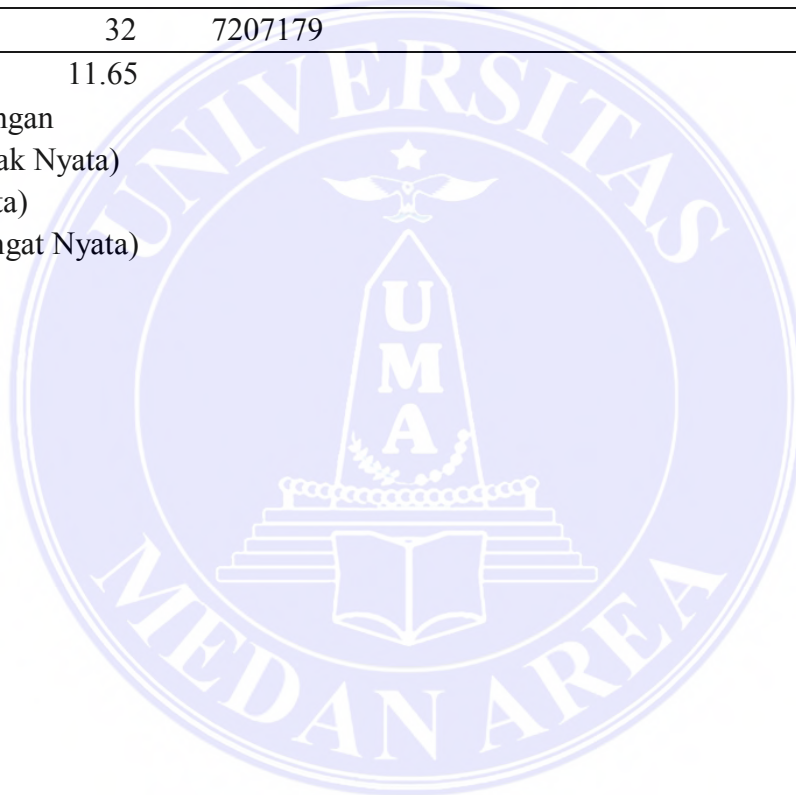 32 7207179
11.65
ngan
ak Nyata)
ta)
ngat Nyata)
UNIVERSITAS
UMA
MEDAN AREA